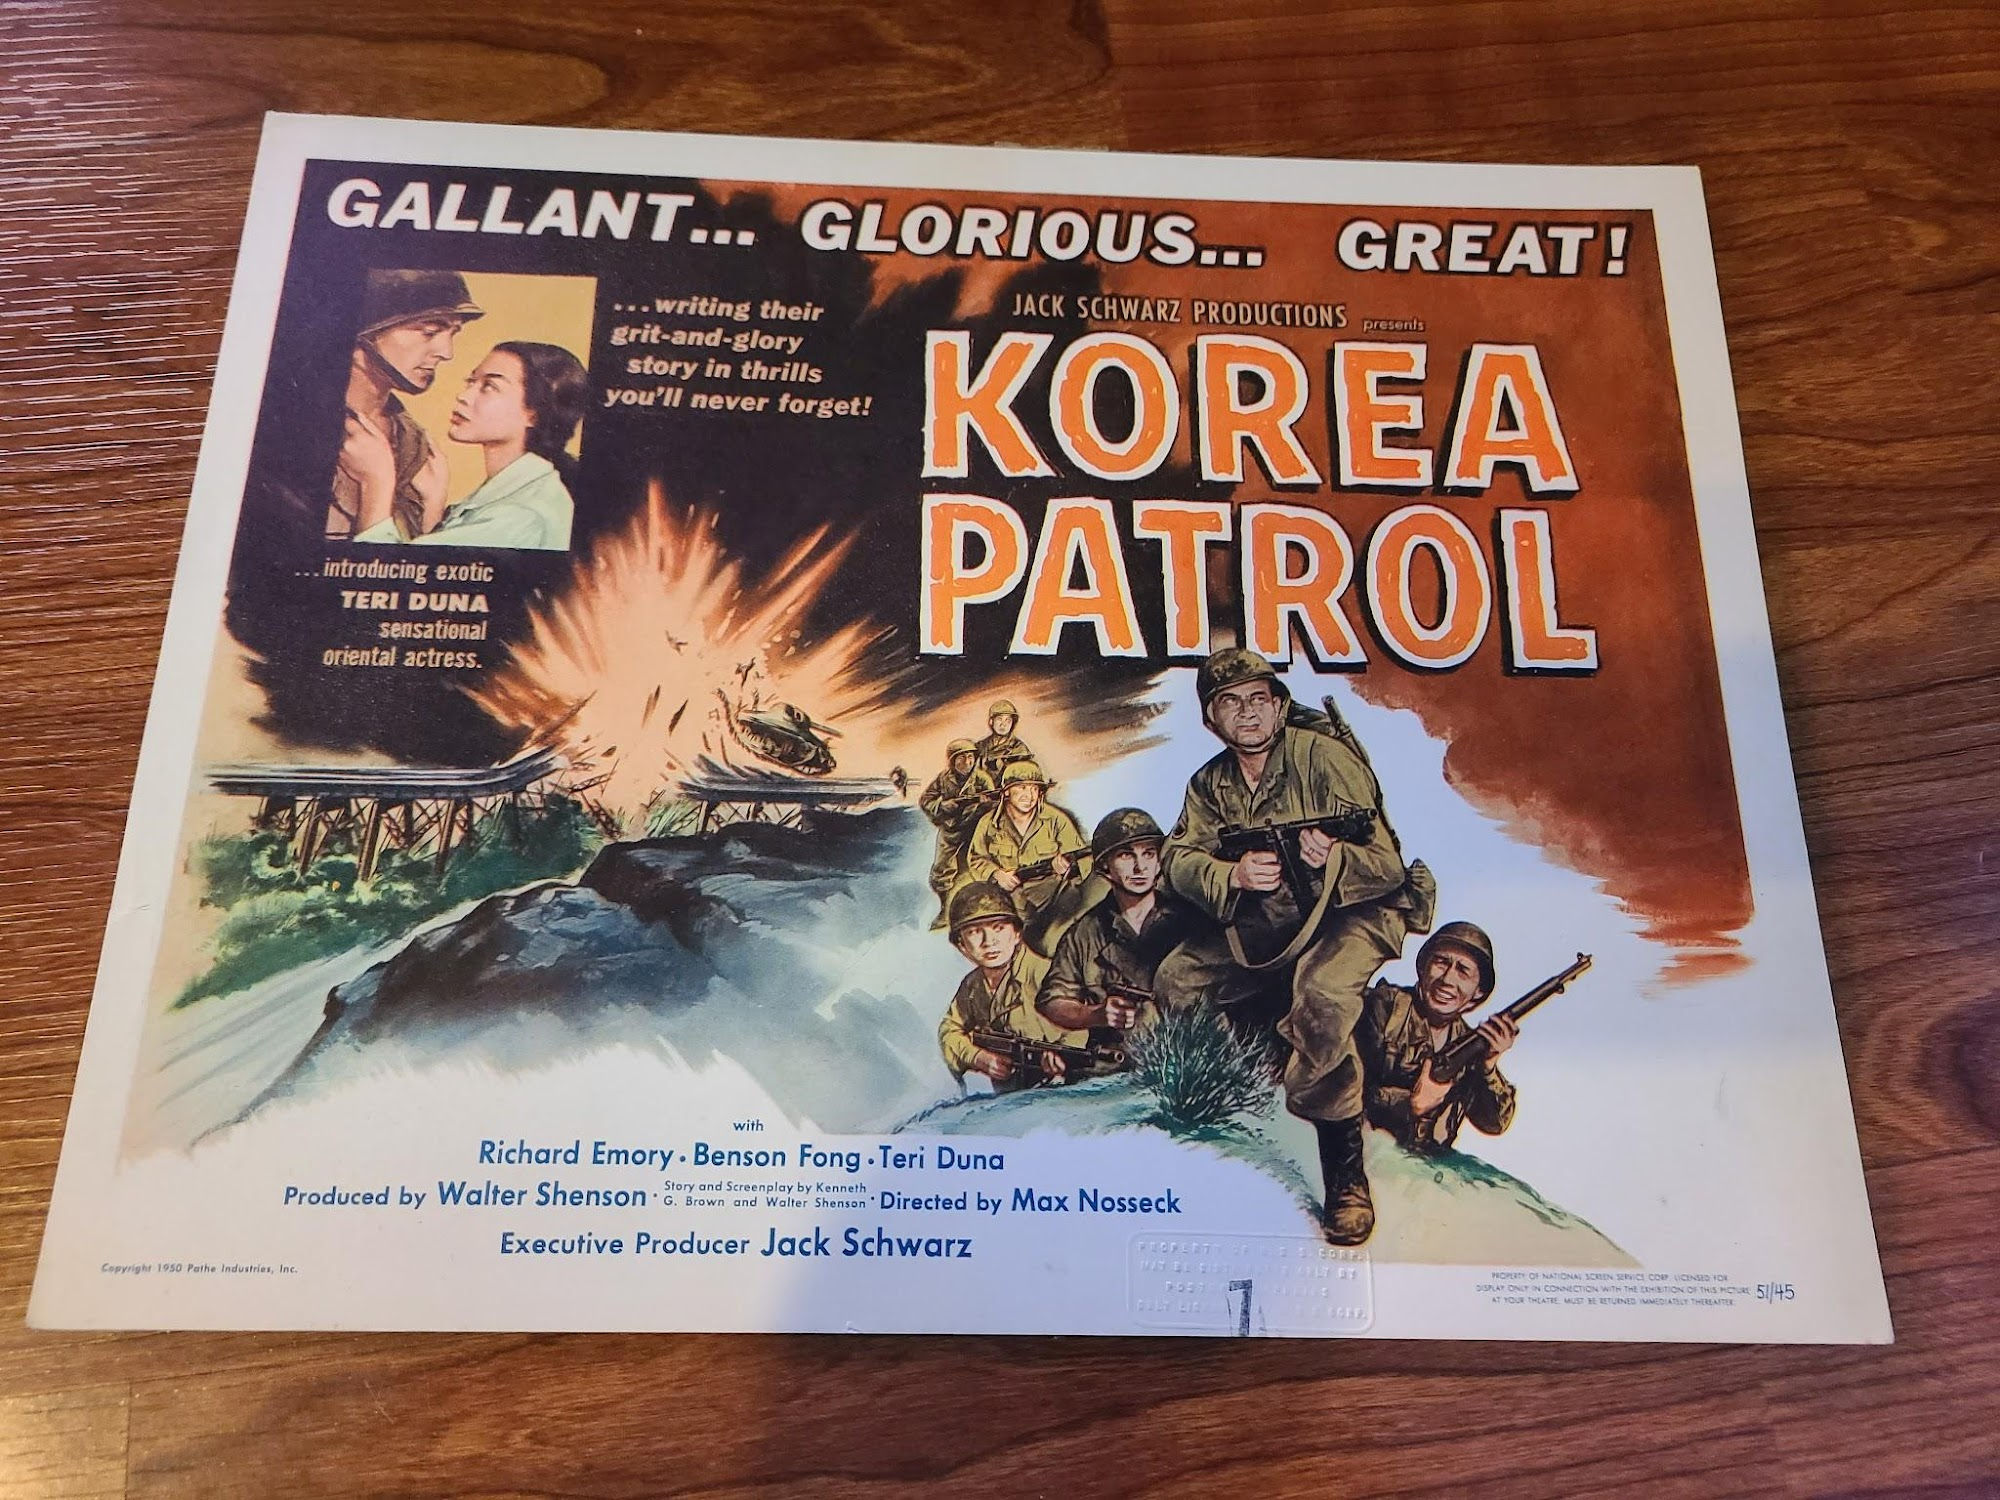 GALLANT... GLORIOUS... GREAT!
...writing their
grit-and-glory
story in thrills
you'll never forget!
JACK SCHWARZ PRODUCTIONS presents
KOREA
PATROL
...introducing exotic
TERI DUNA
sensational
oriental actress.
with
Richard Emory · Benson Fong · Teri Duna
Produced by Walter Shenson · Story and Screenplay by Kenneth
G. Brown and Walter Shenson · Directed by Max Nosseck
Executive Producer Jack Schwarz
Copyright 1950 Pathe Industries, Inc.
PROPERTY OF N.S.S. CORP.
PROPERTY OF NATIONAL SCREEN SERVICE CORP. LICENSED FOR
DISPLAY ONLY IN CONNECTION WITH THE EXHIBITION OF THIS PICTURE
AT YOUR THEATRE. MUST BE RETURNED IMMEDIATELY THEREAFTER.
51/45